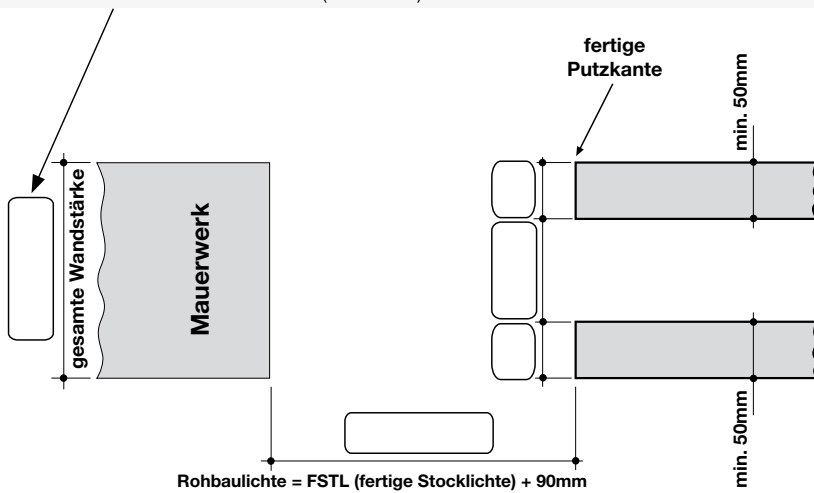 fertige
Putzkante
min. 50mm
gesamte Wandstärke
Mauerwerk
min. 50mm
Rohbaulichte = FSTL (fertige Stocklichte) + 90mm